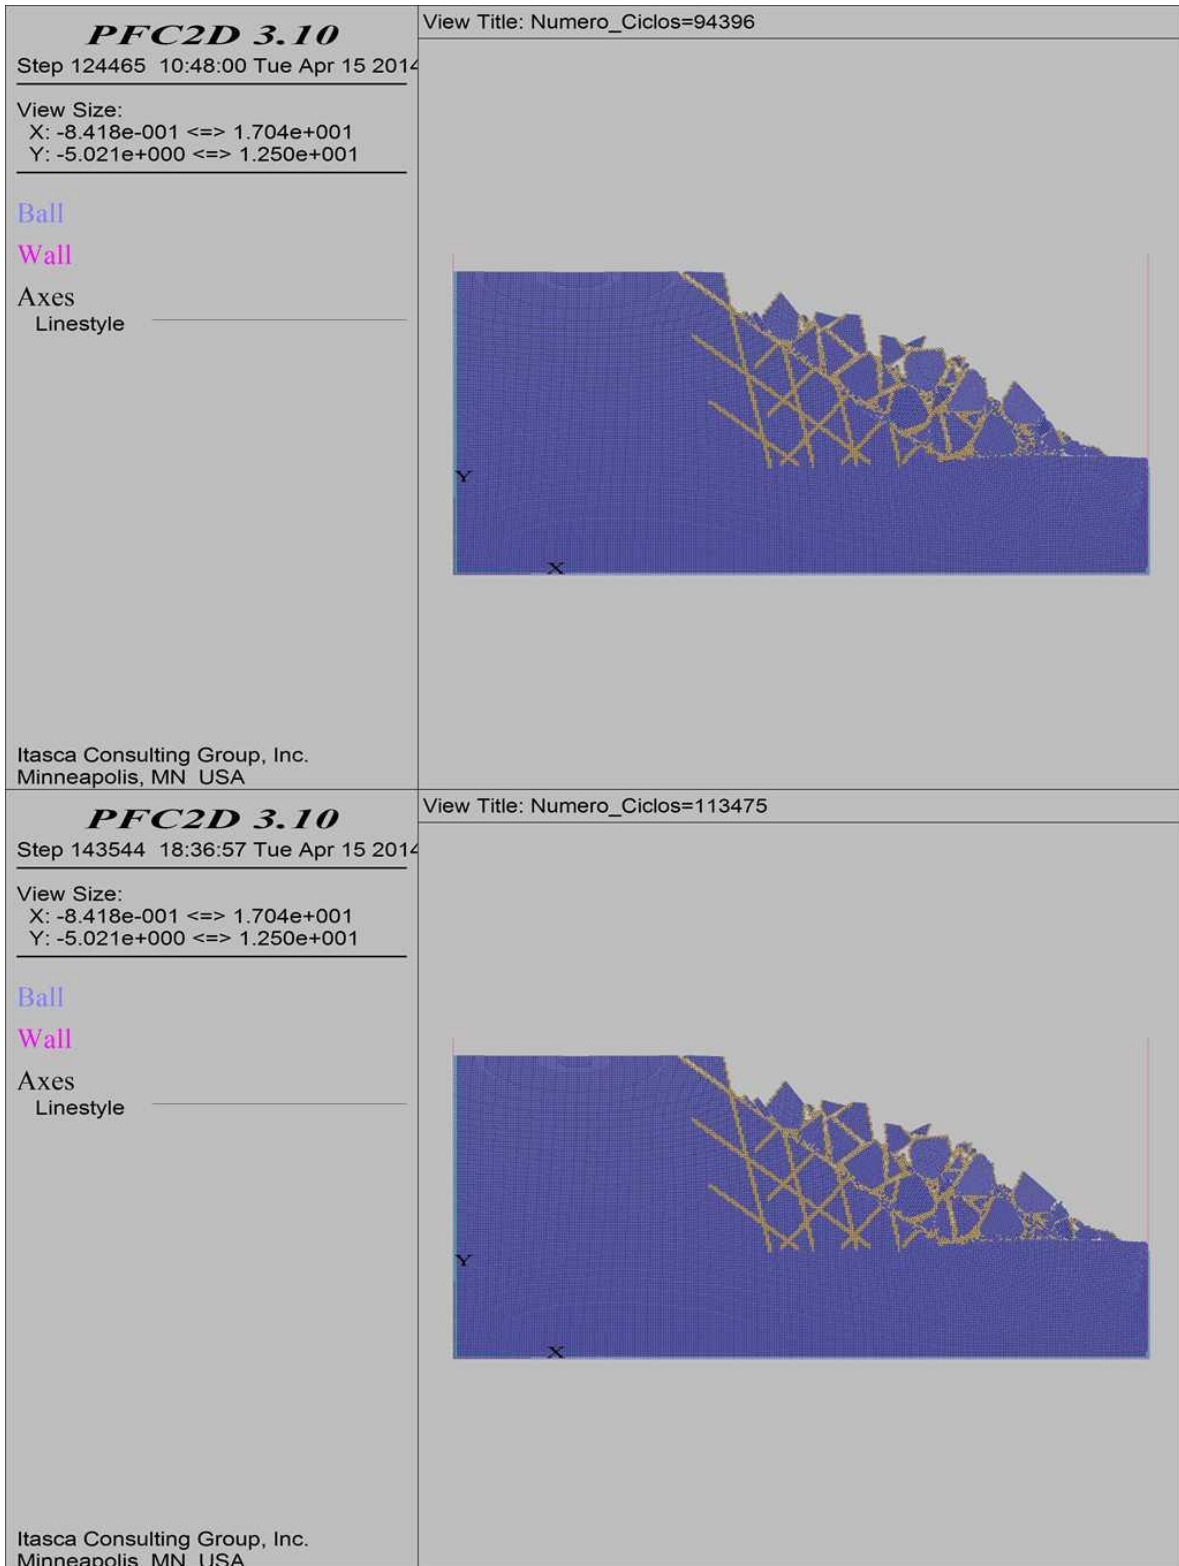 PFC2D 3.10
Step 124465  10:48:00 Tue Apr 15 2014
View Size:
X: -8.418e-001 <=> 1.704e+001
Y: -5.021e+000 <=> 1.250e+001
Ball
Wall
Axes
Linestyle
Itasca Consulting Group, Inc.
Minneapolis, MN  USA
View Title: Numero_Ciclos=94396
Y
X
PFC2D 3.10
Step 143544  18:36:57 Tue Apr 15 2014
View Size:
X: -8.418e-001 <=> 1.704e+001
Y: -5.021e+000 <=> 1.250e+001
Ball
Wall
Axes
Linestyle
Itasca Consulting Group, Inc.
Minneapolis, MN  USA
View Title: Numero_Ciclos=113475
Y
X